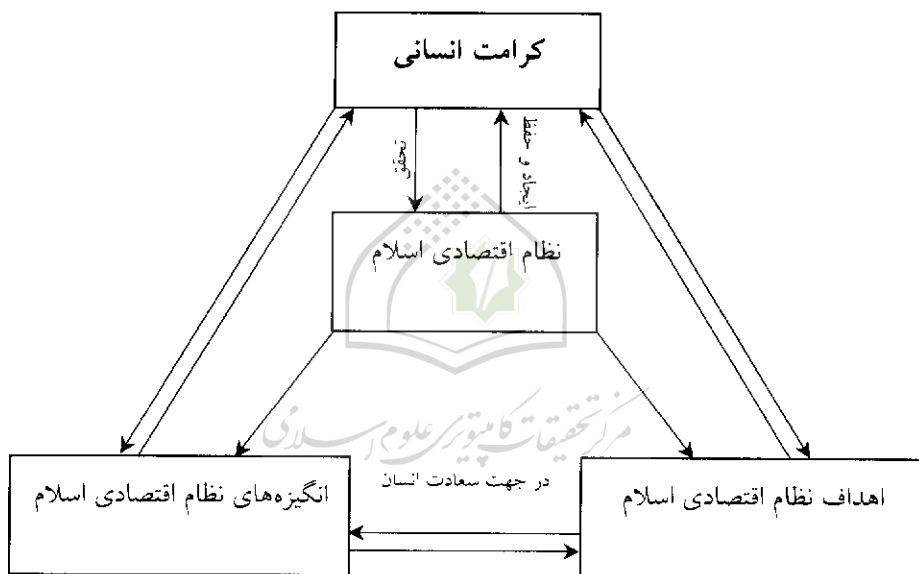 کرامت انسانی
تحقق
ایجاد و حفظ
نظام اقتصادی اسلام
مرکز تحقیقات کامپیوتری علوم اسلامی
در جهت سعادت انسان
اهداف نظام اقتصادی اسلام
انگیزه‌های نظام اقتصادی اسلام